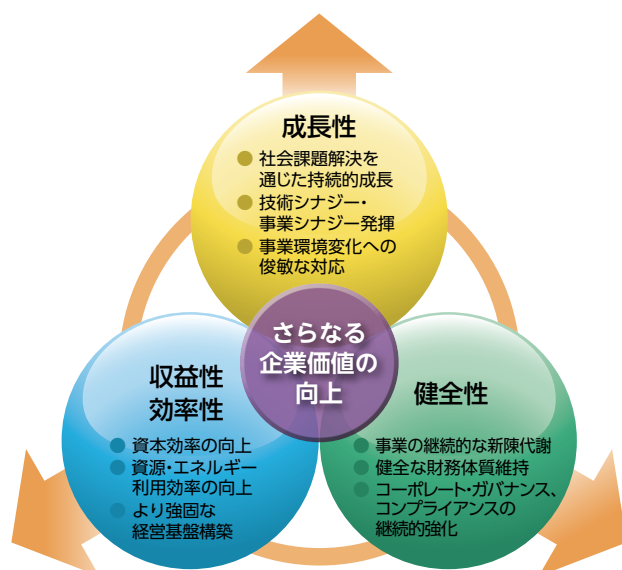 成長性
● 社会課題解決を
通じた持続的成長
● 技術シナジー・
事業シナジー発揮
● 事業環境変化への
俊敏な対応
さらなる
企業価値の
向上
収益性
効率性
● 資本効率の向上
● 資源・エネルギー
利用効率の向上
● より強固な
経営基盤構築
健全性
● 事業の継続的な新陳代謝
● 健全な財務体質維持
● コーポレート・ガバナンス、
コンプライアンスの
継続的強化